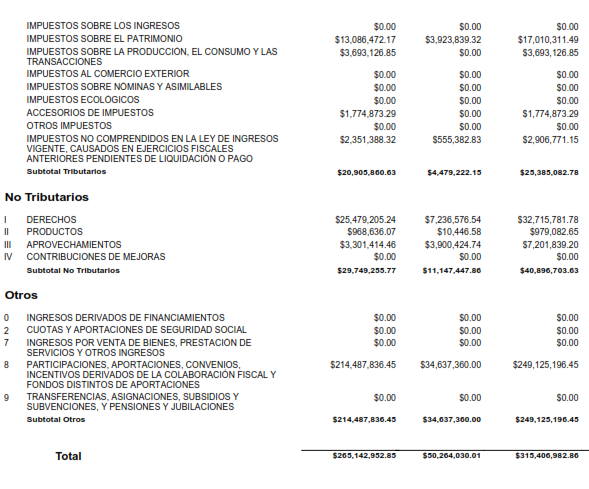 IMPUESTOS SOBRE LOS INGRESOS $0.00 $0.00 $0.00
IMPUESTOS SOBRE EL PATRIMONIO $13,086,472.17 $3,923,839.32 $17,010,311.49
IMPUESTOS SOBRE LA PRODUCCIÓN, EL CONSUMO Y LAS $3,693,126.85 $0.00 $3,693,126.85
TRANSACCIONES
IMPUESTOS AL COMERCIO EXTERIOR $0.00 $0.00 $0.00
IMPUESTOS SOBRE NÓMINAS Y ASIMILABLES $0.00 $0.00 $0.00
IMPUESTOS ECOLÓGICOS $0.00 $0.00 $0.00
ACCESORIOS DE IMPUESTOS $1,774,873.29 $0.00 $1,774,873.29
OTROS IMPUESTOS $0.00 $0.00 $0.00
IMPUESTOS NO COMPRENDIDOS EN LA LEY DE INGRESOS $2,351,388.32 $555,382.83 $2,906,771.15
VIGENTE, CAUSADOS EN EJERCICIOS FISCALES
ANTERIORES PENDIENTES DE LIQUIDACIÓN O PAGO
Subtotal Tributarios $20,905,860.63 $4,479,222.15 $25,385,082.78
No Tributarios
I DERECHOS $25,479,205.24 $7,236,576.54 $32,715,781.78
II PRODUCTOS $968,636.07 $10,446.58 $979,082.65
III APROVECHAMIENTOS $3,301,414.46 $3,900,424.74 $7,201,839.20
IV CONTRIBUCIONES DE MEJORAS $0.00 $0.00 $0.00
Subtotal No Tributarios $29,749,255.77 $11,147,447.86 $40,896,703.63
Otros
0 INGRESOS DERIVADOS DE FINANCIAMIENTOS $0.00 $0.00 $0.00
2 CUOTAS Y APORTACIONES DE SEGURIDAD SOCIAL $0.00 $0.00 $0.00
7 INGRESOS POR VENTA DE BIENES, PRESTACIÓN DE $0.00 $0.00 $0.00
SERVICIOS Y OTROS INGRESOS
8 PARTICIPACIONES, APORTACIONES, CONVENIOS, $214,487,836.45 $34,637,360.00 $249,125,196.45
INCENTIVOS DERIVADOS DE LA COLABORACIÓN FISCAL Y
FONDOS DISTINTOS DE APORTACIONES
9 TRANSFERENCIAS, ASIGNACIONES, SUBSIDIOS Y $0.00 $0.00 $0.00
SUBVENCIONES, Y PENSIONES Y JUBILACIONES
Subtotal Otros $214,487,836.45 $34,637,360.00 $249,125,196.45
Total $265,142,952.85 $50,264,030.01 $315,406,982.86